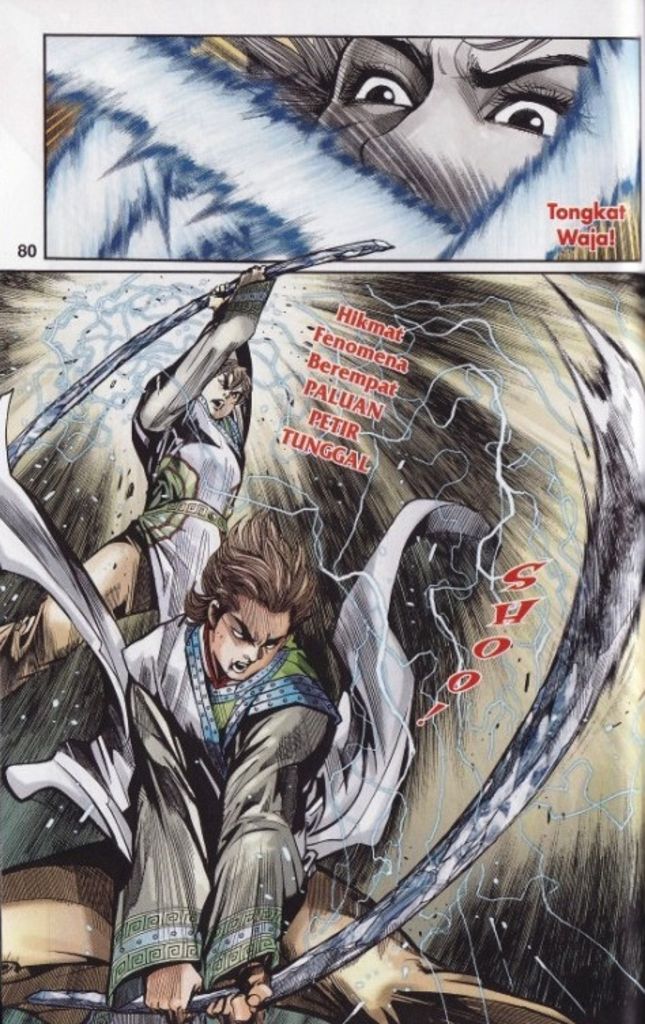 Tongkat
Waja!
80
Hikmat
Fenomena
Berempat
PALUAN
PETIR
TUNGGAL
SHOO!